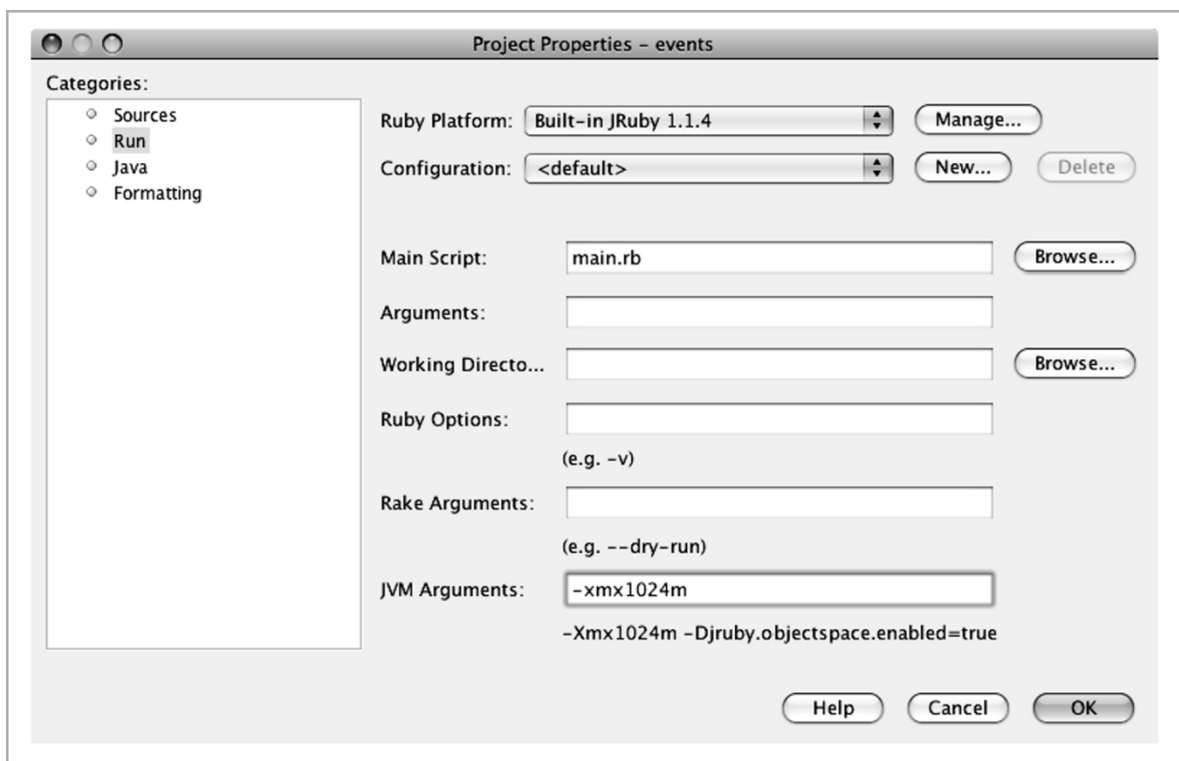 Project Properties – events
Categories:
Sources
Run
Java
Formatting
Ruby Platform: Built-in JRuby 1.1.4 Manage...
Configuration: <default> New... Delete
Main Script: main.rb Browse...
Arguments:
Working Directo... Browse...
Ruby Options:
(e.g. -v)
Rake Arguments:
(e.g. --dry-run)
JVM Arguments: -xmx1024m
-Xmx1024m -Djruby.objectspace.enabled=true
Help Cancel OK